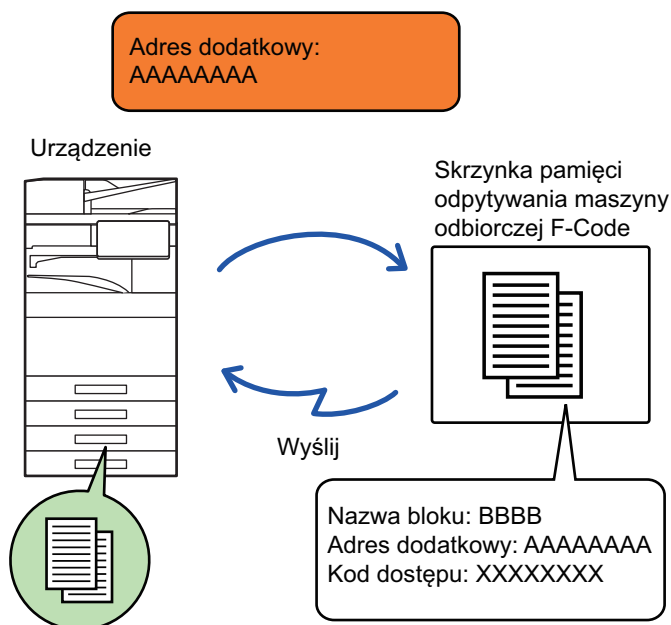 Adres dodatkowy:
AAAAAAAA
Urządzenie
Skrzynka pamięci
odpytywania maszyny
odbiorczej F-Code
Wyślij
Nazwa bloku: BBBB
Adres dodatkowy: AAAAAAAA
Kod dostępu: XXXXXXXX